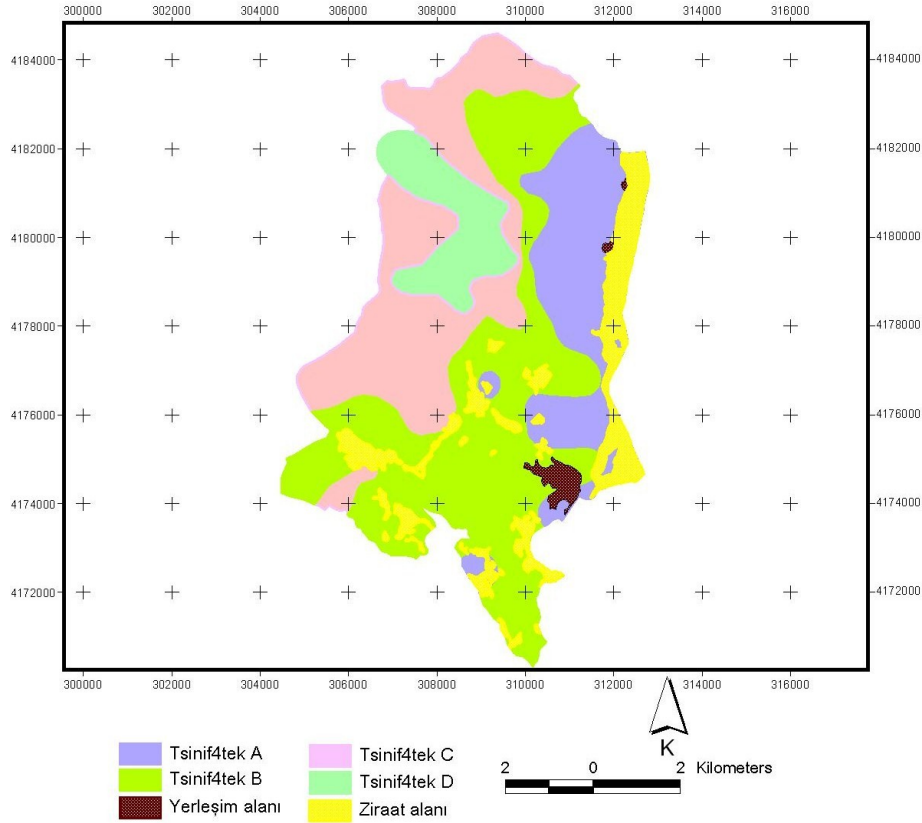 300000 302000 304000 306000 308000 310000 312000 314000 316000
4184000 4184000
4182000 4182000
4180000 4180000
4178000 4178000
4176000 4176000
4174000 4174000
4172000 4172000
300000 302000 304000 306000 308000 310000 312000 314000 316000
K
Tsinif4tek A Tsinif4tek C
Tsinif4tek B Tsinif4tek D
Yerleşim alanı Ziraat alanı
2 0 2 Kilometers